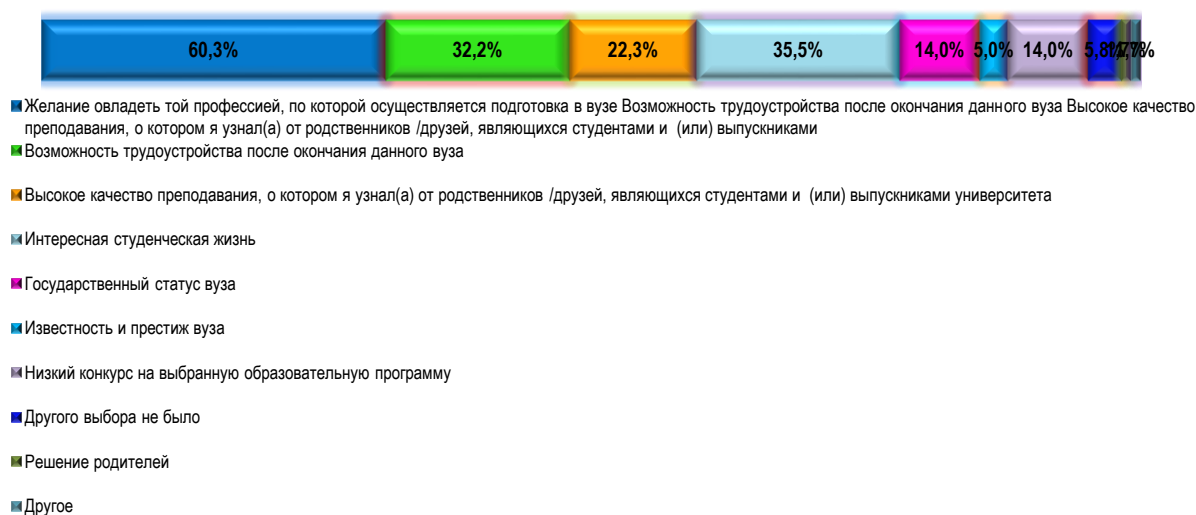 60,3% 32,2% 22,3% 35,5% 14,0% 5,0% 14,0% 5,8%
Желание овладеть той профессией, по которой осуществляется подготовка в вузе Возможность трудоустройства после окончания данного вуза Высокое качество
преподавания, о котором я узнал(а) от родственников /друзей, являющихся студентами и (или) выпускниками
Возможность трудоустройства после окончания данного вуза
Высокое качество преподавания, о котором я узнал(а) от родственников /друзей, являющихся студентами и (или) выпускниками университета
Интересная студенческая жизнь
Государственный статус вуза
Известность и престиж вуза
Низкий конкурс на выбранную образовательную программу
Другого выбора не было
Решение родителей
Другое